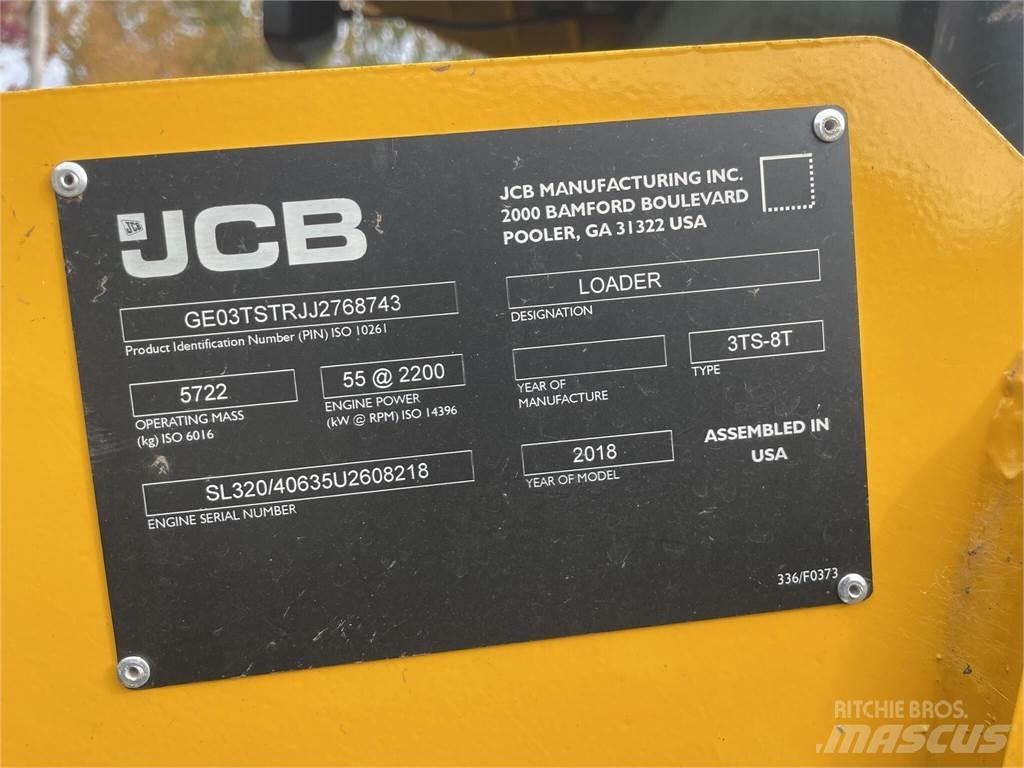 JCB
JCB
GE03TSTRJJ2768743
Product Identification Number (PIN) ISO 10261
5722
OPERATING MASS
(kg) ISO 6016
55 @ 2200
ENGINE POWER
(kW @ RPM) ISO 14396
SL320/40635U2608218
ENGINE SERIAL NUMBER
JCB MANUFACTURING INC.
2000 BAMFORD BOULEVARD
POOLER, GA 31322 USA
LOADER
DESIGNATION
YEAR OF
MANUFACTURE
3TS-8T
TYPE
2018
YEAR OF MODEL
ASSEMBLED IN
USA
336/F0373
RITCHIE BROS.
MASCUS